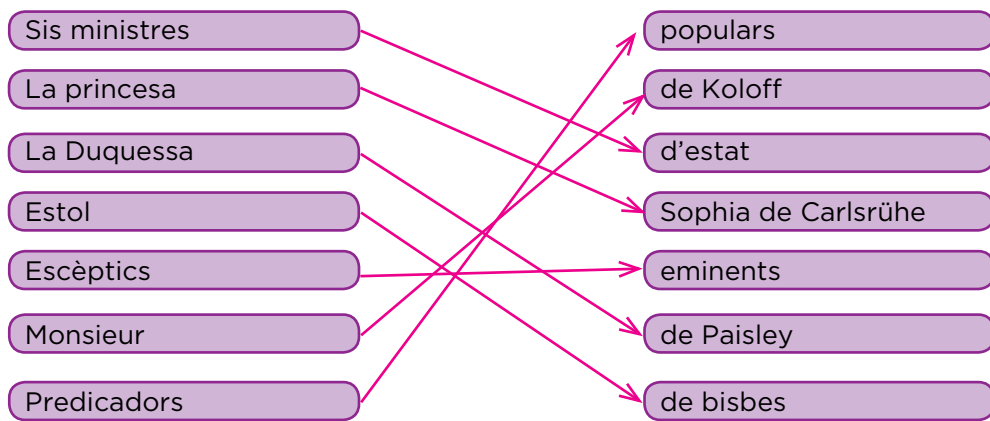 Sis ministres
La princesa
La Duquessa
Estol
Escèptics
Monsieur
Predicadors
populars
de Koloff
d’estat
Sophia de Carlsrühe
eminents
de Paisley
de bisbes